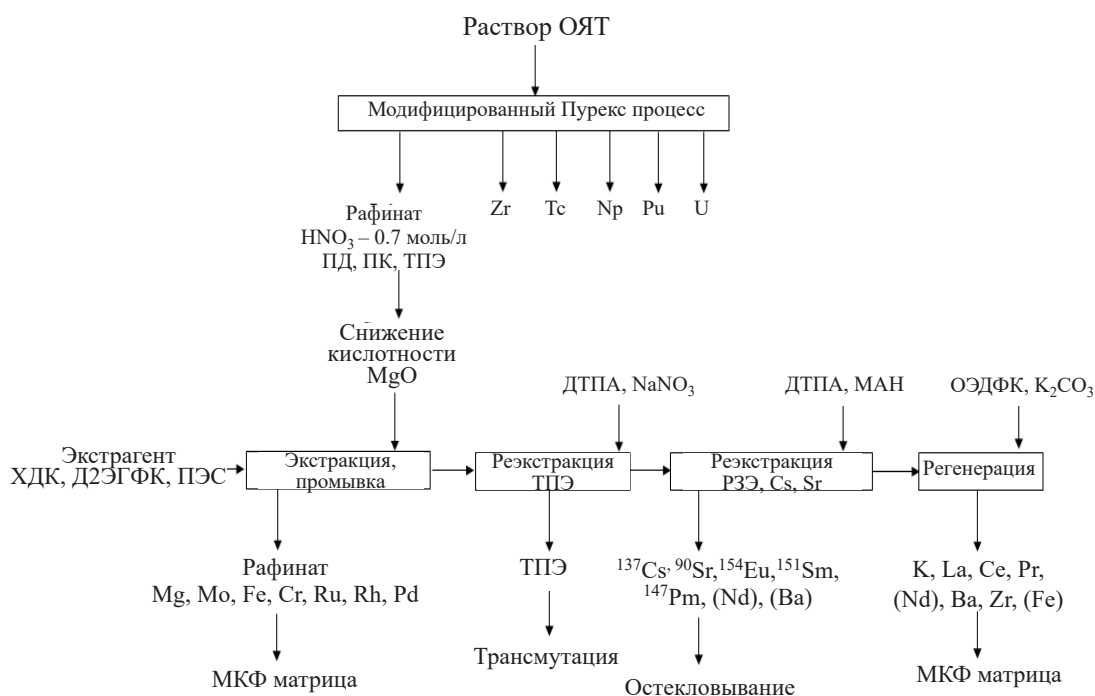 Раствор ОЯТ
Модифицированный Пурекс процесс
Рафинат
HNO₃ – 0.7 моль/л
ПД, ПК, ТПЭ
Zr
Tc
Np
Pu
U
Снижение
кислотности
MgO
ДТПА, NaNO₃
ДТПА, МАН
ОЭДФК, K₂CO₃
Экстрагент
ХДК, Д2ЭГФК, ПЭС
Экстракция,
промывка
Реэкстракция
ТПЭ
Реэкстракция
РЗЭ, Cs, Sr
Регенерация
Рафинат
Mg, Mo, Fe, Cr, Ru, Rh, Pd
МКФ матрица
ТПЭ
Трансмутация
¹³⁷Cs, ⁹⁰Sr, ¹⁵⁴Eu, ¹⁵¹Sm,
¹⁴⁷Pm, (Nd), (Ba)
Остекловывание
K, La, Ce, Pr,
(Nd), Ba, Zr, (Fe)
МКФ матрица